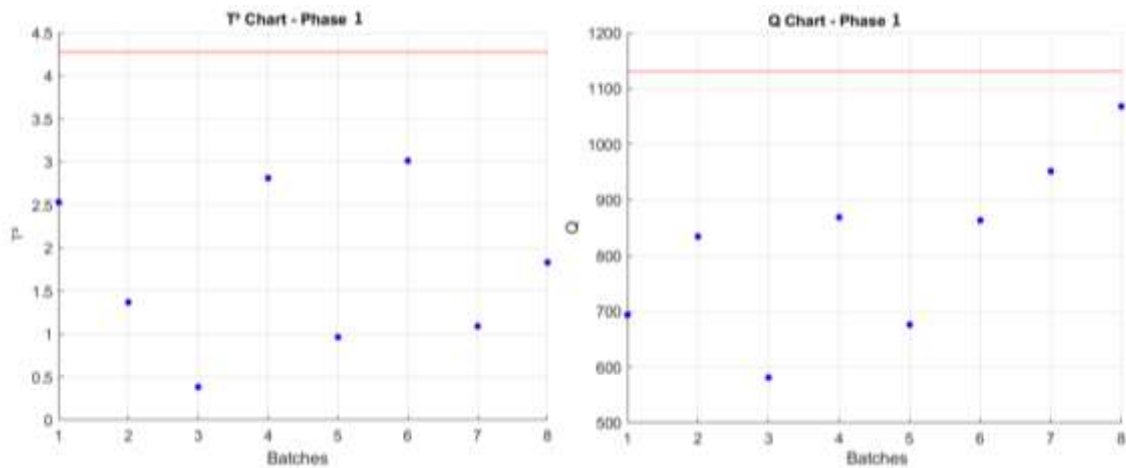 T² Chart - Phase 1
4.5
4
3.5
3
2.5
2
1.5
1
0.5
0
T²
1 2 3 4 5 6 7 8
Batches
Q Chart - Phase 1
1200
1100
1000
900
800
700
600
500
Q
1 2 3 4 5 6 7 8
Batches